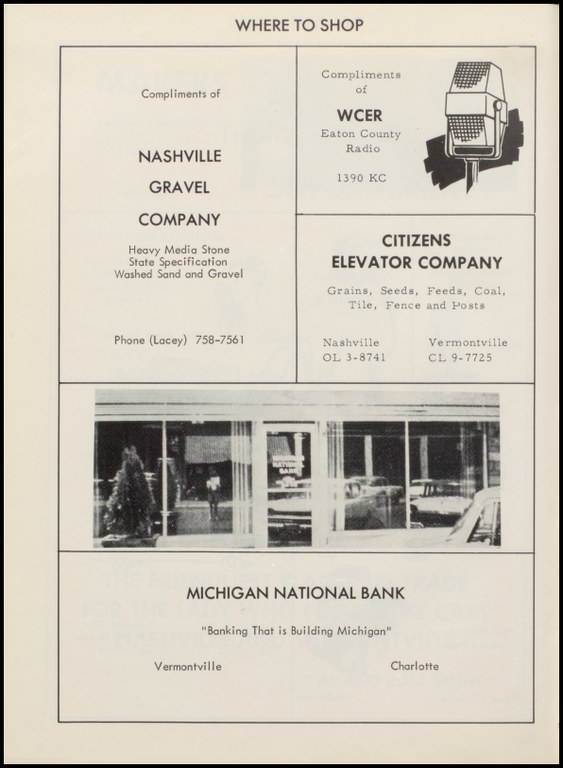 WHERE TO SHOP
Compliments of
NASHVILLE
GRAVEL
COMPANY
Heavy Media Stone
State Specification
Washed Sand and Gravel
Phone (Lacey) 758-7561
Compliments
of
WCER
Eaton County
Radio
1390 KC
CITIZENS
ELEVATOR COMPANY
Grains, Seeds, Feeds, Coal,
Tile, Fence and Posts
Nashville
OL 3-8741
Vermontville
CL 9-7725
NATIONAL
BANK
MICHIGAN NATIONAL BANK
"Banking That is Building Michigan"
Vermontville
Charlotte